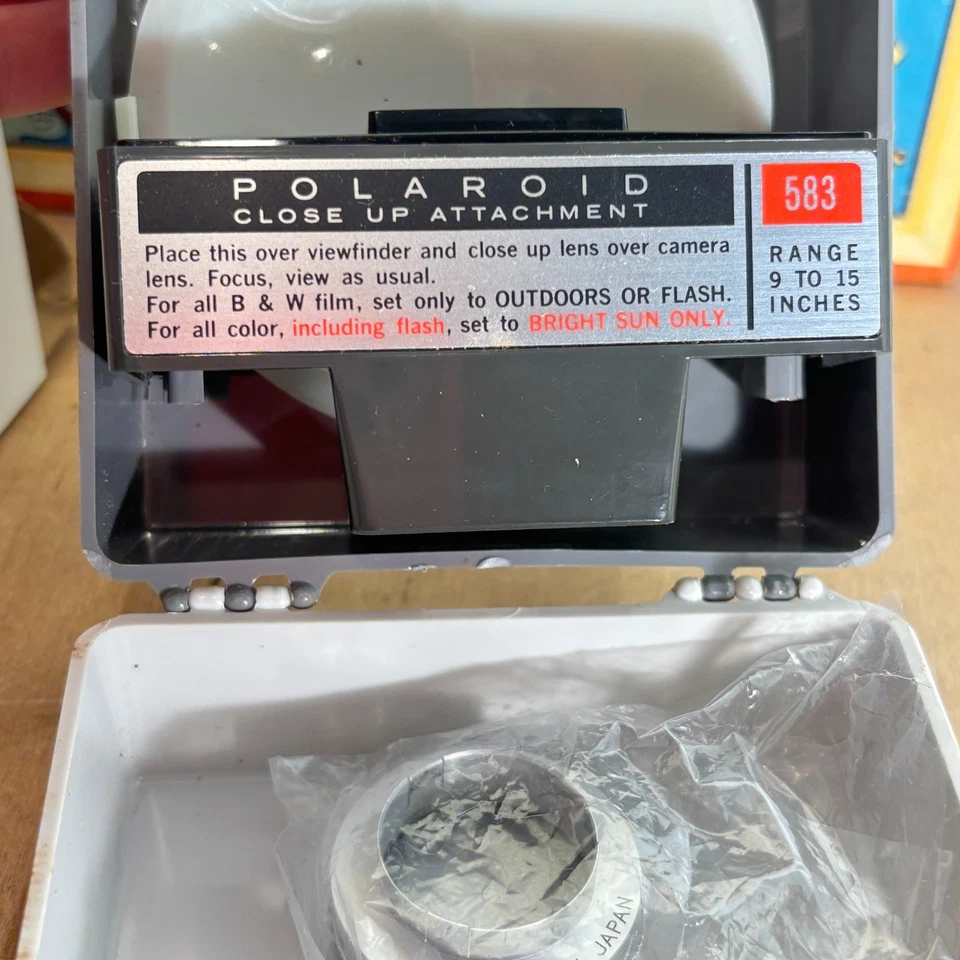 POLAROID
CLOSE UP ATTACHMENT
Place this over viewfinder and close up lens over camera
lens. Focus, view as usual.
For all B & W film, set only to OUTDOORS OR FLASH.
For all color, including flash, set to BRIGHT SUN ONLY.
583
RANGE
9 TO 15
INCHES
JAPAN